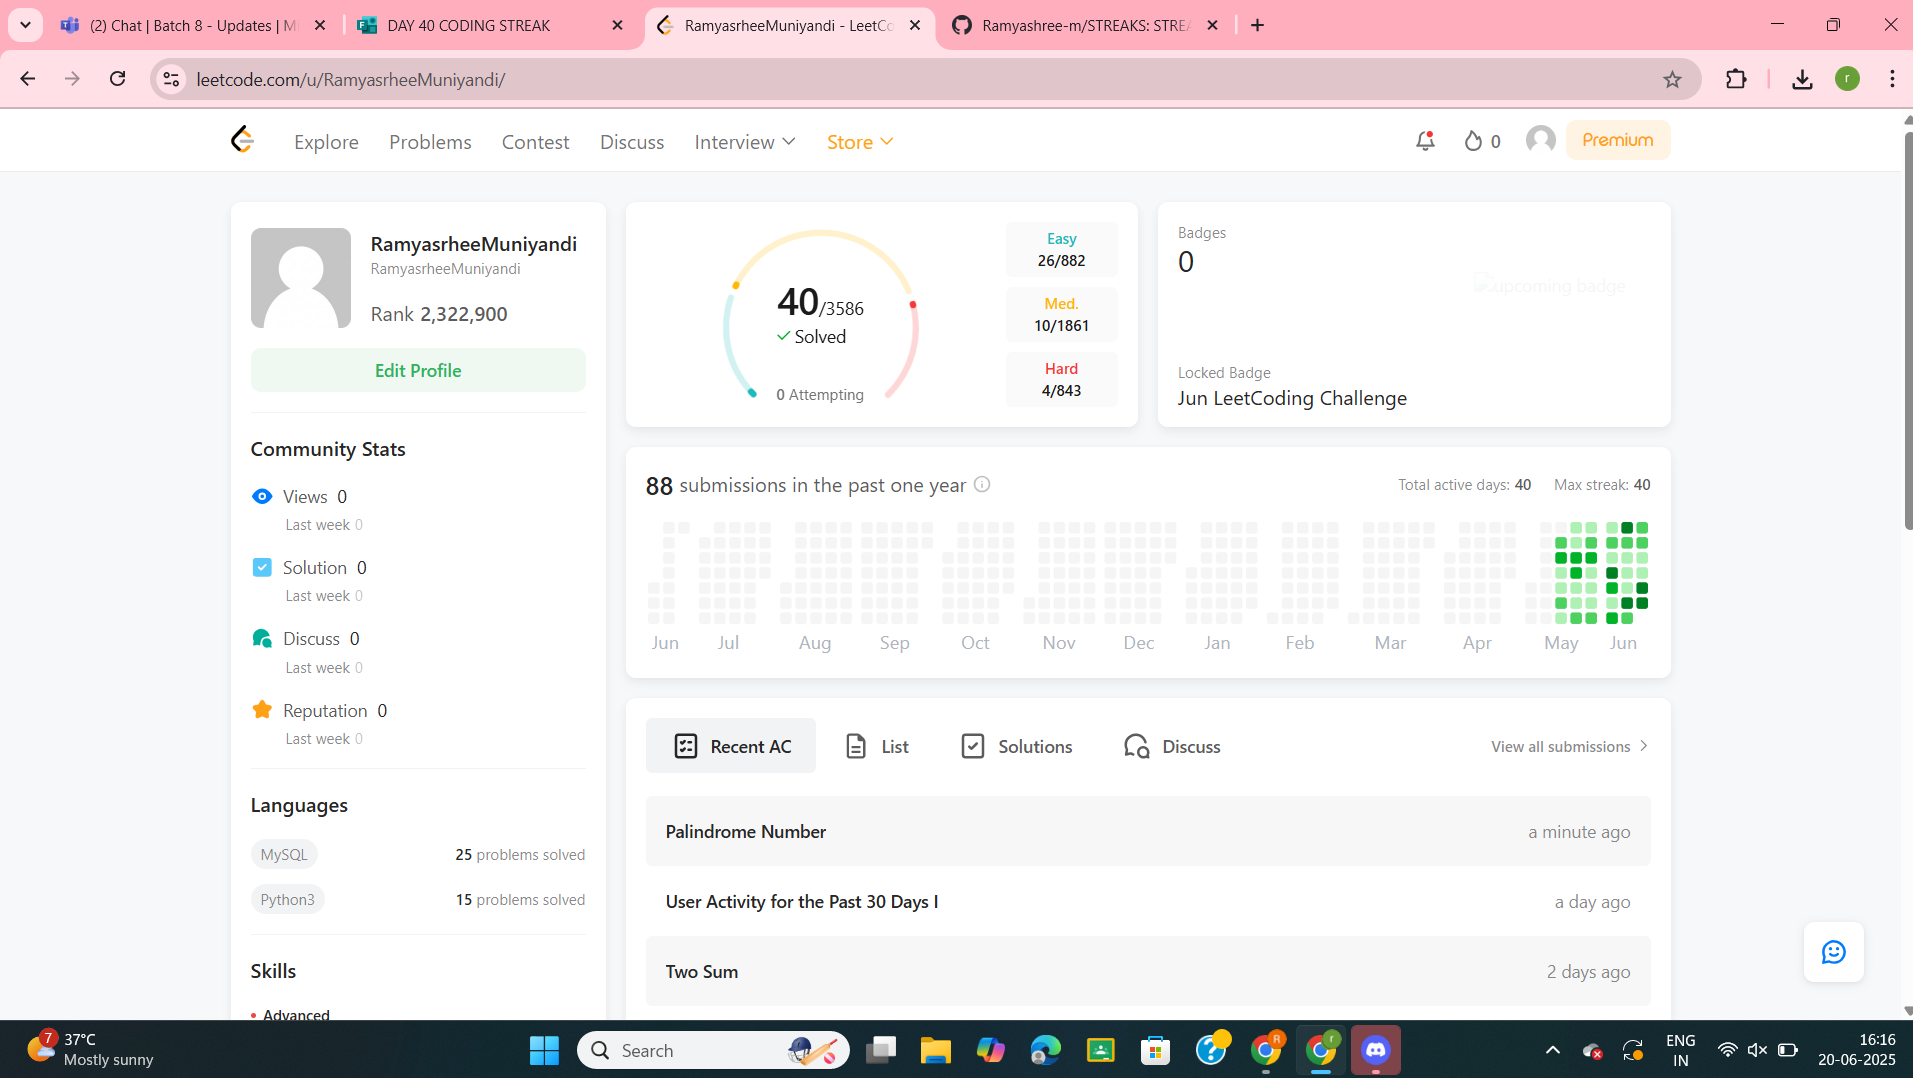 (2) Chat | Batch 8 - Updates | M
DAY 40 CODING STREAK
RamyasrheeMuniyandi - LeetCo
Ramyashree-m/STREAKS: STREA
leetcode.com/u/RamyasrheeMuniyandi/
r
Explore
Problems
Contest
Discuss
Interview
Store
0
Premium
RamyasrheeMuniyandi
RamyasrheeMuniyandi
Rank 2,322,900
Edit Profile
Community Stats
Views 0
Last week 0
Solution 0
Last week 0
Discuss 0
Last week 0
Reputation 0
Last week 0
Languages
MySQL
25 problems solved
Python3
15 problems solved
Skills
Advanced
40/3586
Solved
0 Attempting
Easy
26/882
Med.
10/1861
Hard
4/843
Badges
0
upcoming badge
Locked Badge
Jun LeetCoding Challenge
88 submissions in the past one year
Total active days: 40
Max streak: 40
Jun Jul Aug Sep Oct Nov Dec Jan Feb Mar Apr May Jun
Recent AC
List
Solutions
Discuss
View all submissions
Palindrome Number
a minute ago
User Activity for the Past 30 Days I
a day ago
Two Sum
2 days ago
7
37°C
Mostly sunny
Search
R
r
ENG
IN
16:16
20-06-2025